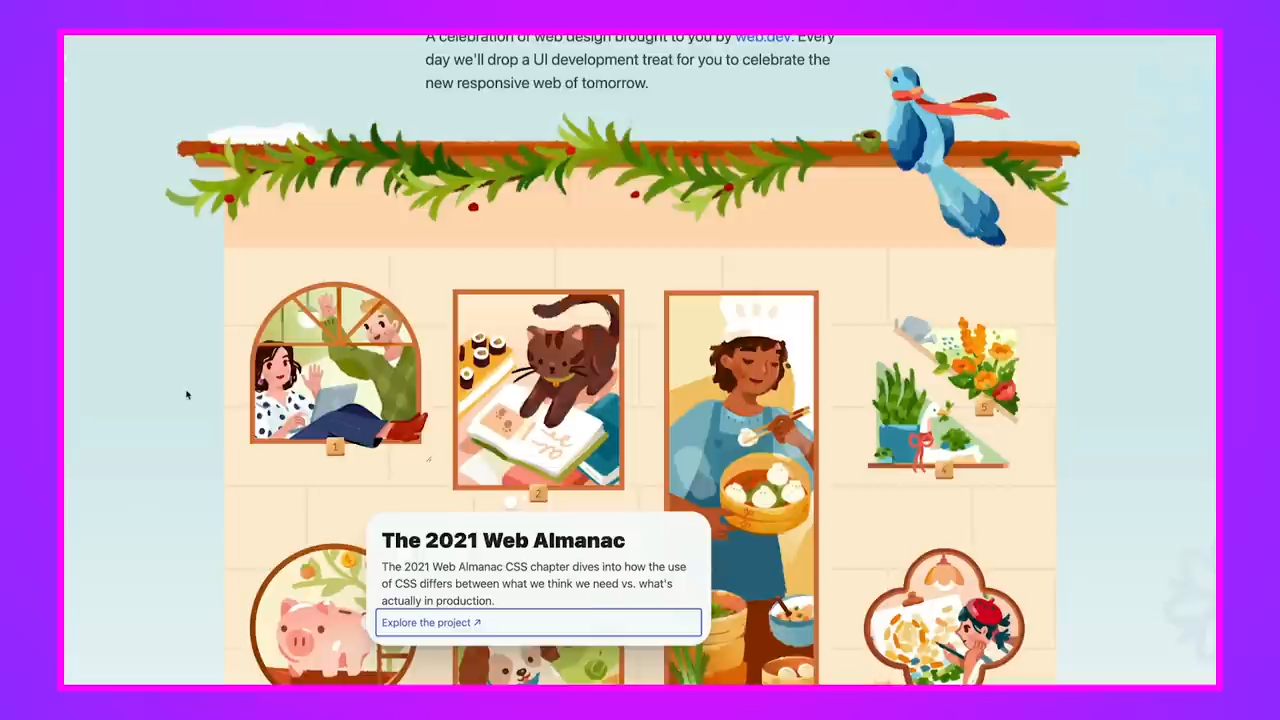 A celebration of web design brought to you by web.dev. Every
day we'll drop a UI development treat for you to celebrate the
new responsive web of tomorrow.
1
2
5
4
The 2021 Web Almanac
The 2021 Web Almanac CSS chapter dives into how the use
of CSS differs between what we think we need vs. what's
actually in production.
Explore the project ↗